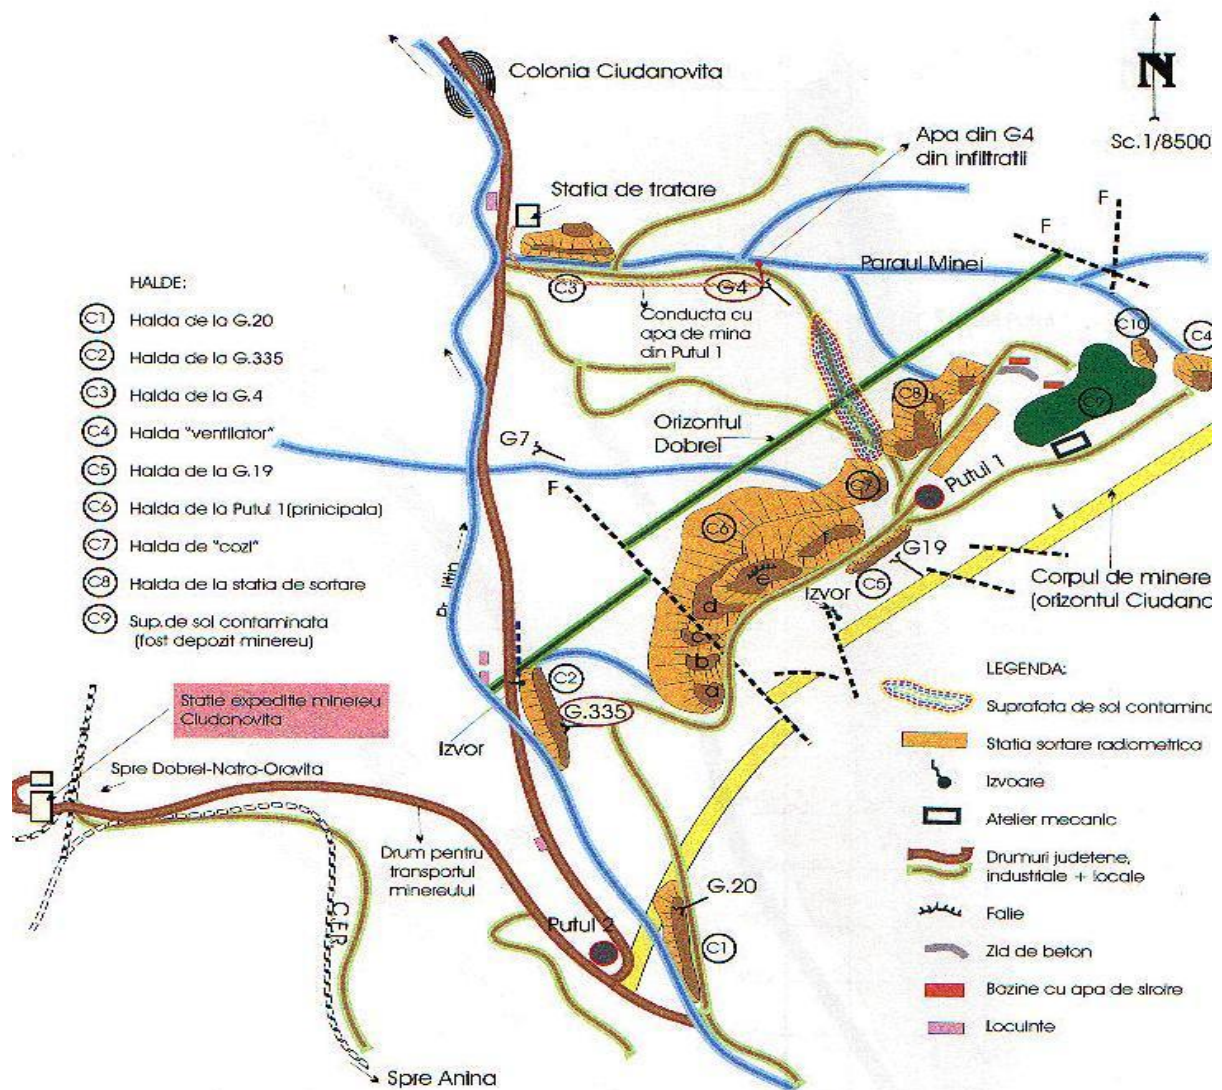 N
Sc.1/8500
Colonia Ciudanovita
Apa din G4
din infiltratii
Statia de tratare
F
F
Paraul Minei
C3
G4
C10
C4
Conducta cu
apa de mina
din Putul 1
HALDE:
C1 Halda de la G.20
C2 Halda de la G.335
C3 Halda de la G.4
C4 Halda "ventilator"
C5 Halda de la G.19
C6 Halda de la Putul 1(prinicipala)
C7 Halda de "cozi"
C8 Halda de la statia de sortare
C9 Sup.de sol contaminata
(fost depozit minereu)
C8
C9
Orizontul
Dobrei
G7
F
C7
Putul 1
C6
f
e
d
c
b
a
G19
C5
Izvor
Corpul de minere
(orizontul Ciudano
C2
G.335
Izvor
Statie expeditie minereu
Ciudanovita
Spre Dobrei-Natra-Oravita
Drum pentru
transportul
minereului
C.F.R
Putul 2
G.20
C1
Spre Anina
LEGENDA:
Suprafata de sol contamina
Statia sortare radiometrica
Izvoare
Atelier mecanic
Drumuri judetene,
industriale + locale
Falie
Zid de beton
Bazine cu apa de siroire
Locuinte